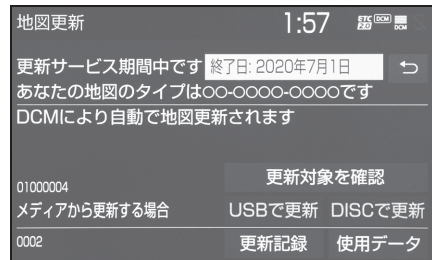 地図更新 1:57 ETC 2.0 DCM DCM
更新サービス期間中です 終了日: 2020年7月1日
あなたの地図のタイプは○○-○○○○-○○○○です
DCMにより自動で地図更新されます
更新対象を確認
01000004
メディアから更新する場合 USBで更新 DISCで更新
0002 更新記録 使用データ